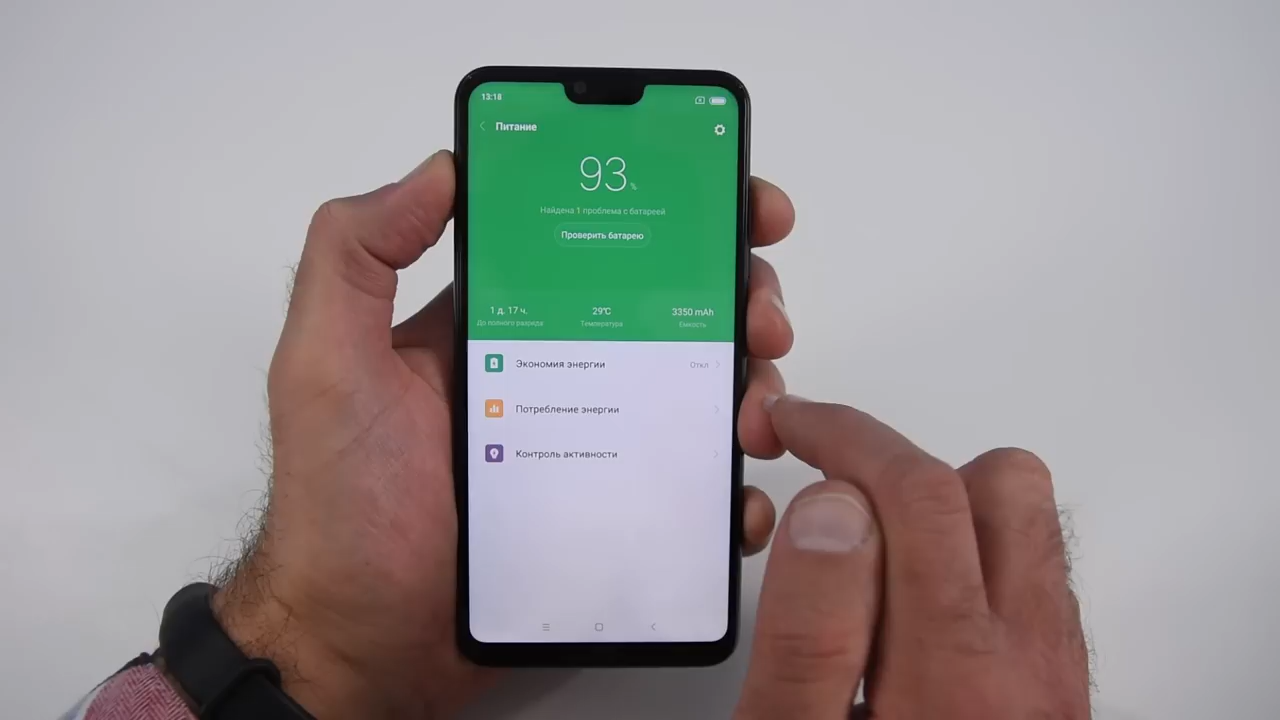 13:18
Питание
93 %
Найдена 1 проблема с батареей
Проверить батарею
1 д. 17 ч.
До полного разряда
29℃
Температура
3350 mAh
Емкость
Экономия энергии
Откл
Потребление энергии
Контроль активности